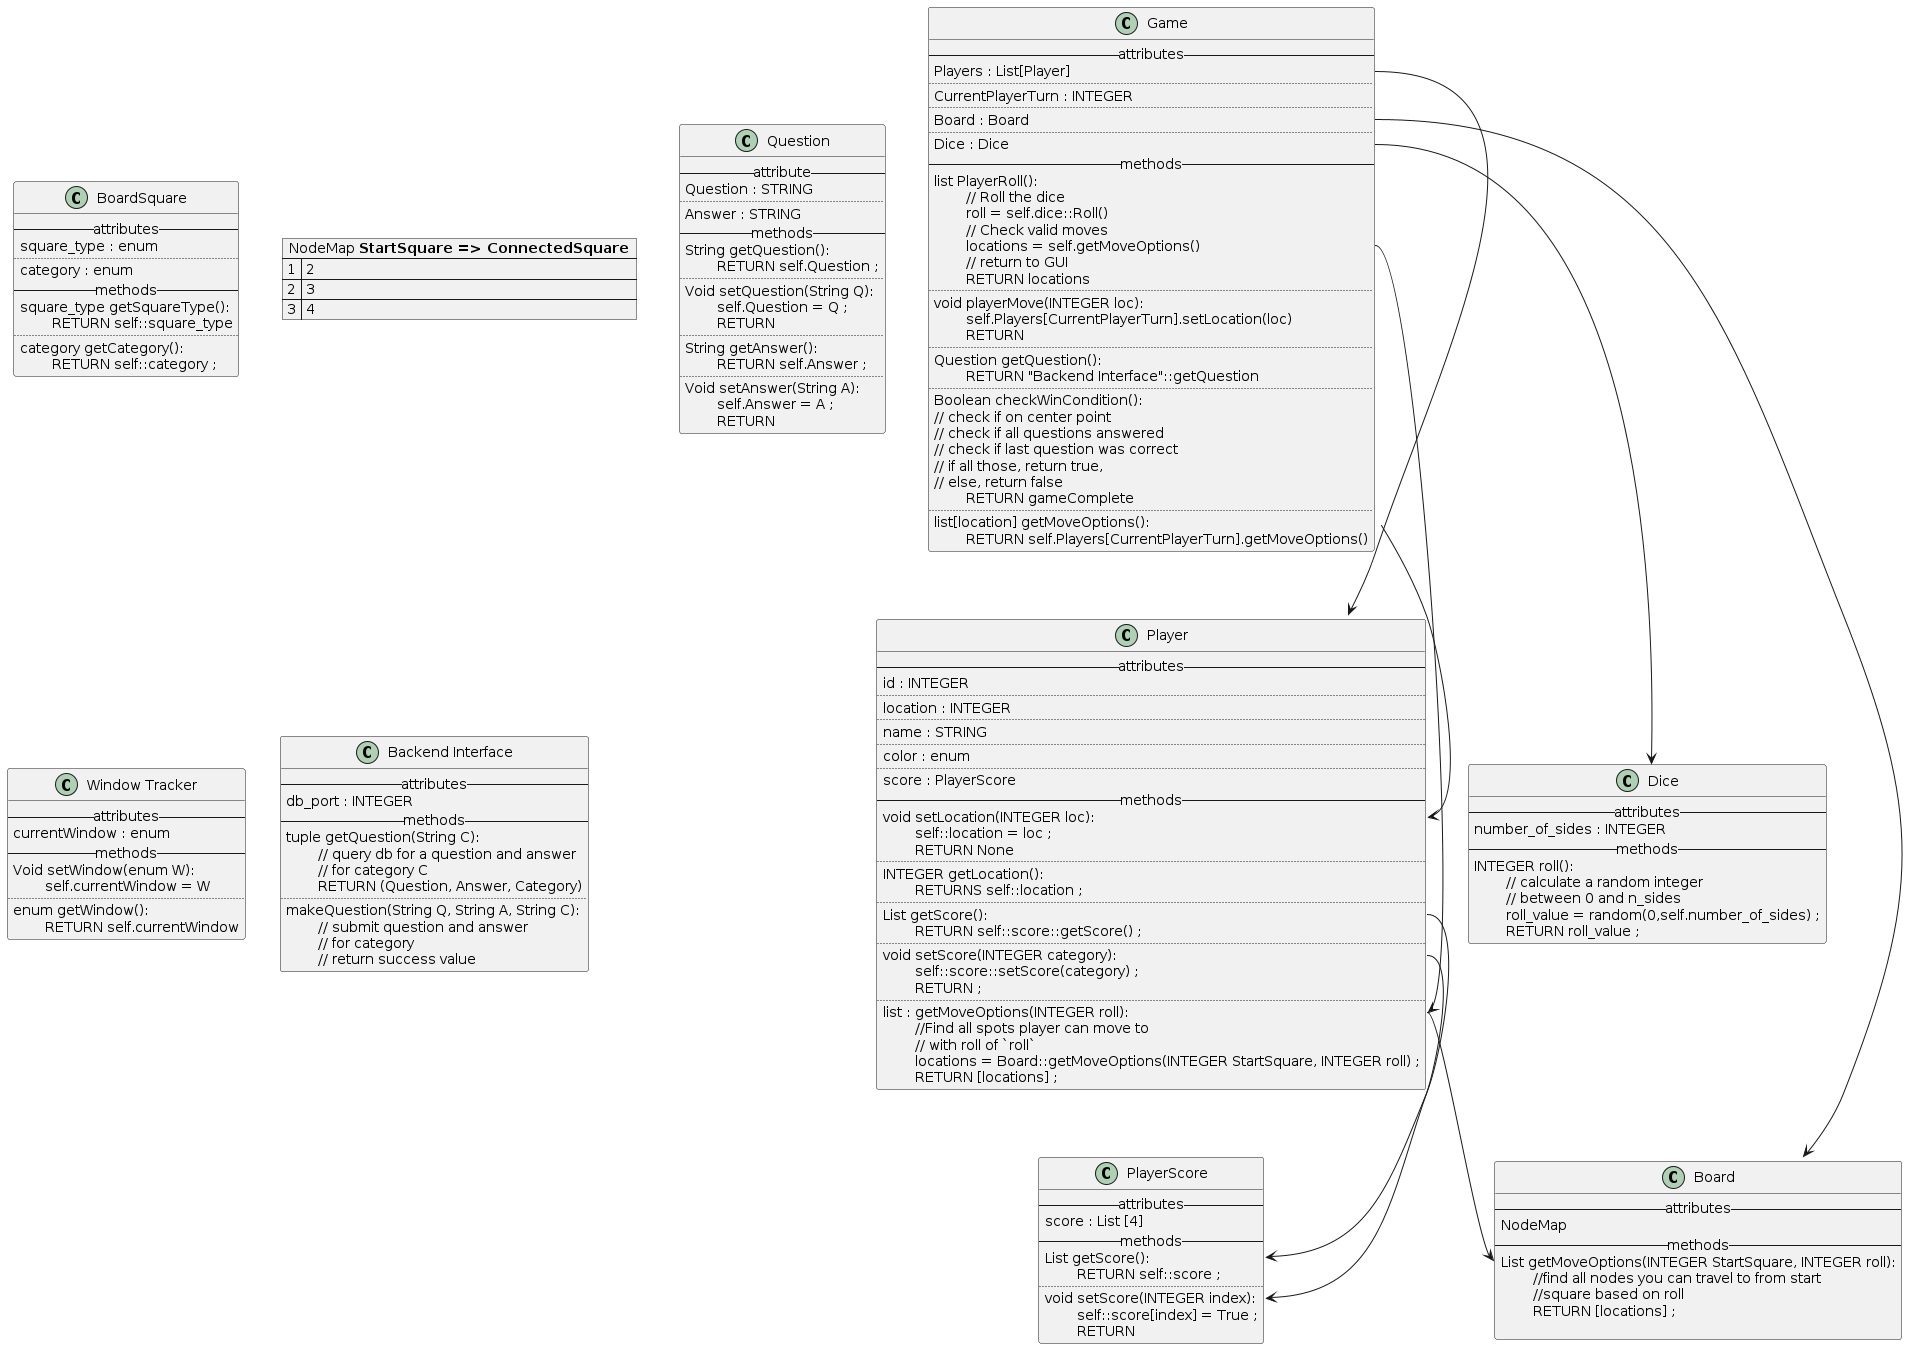 C BoardSquare
attributes
square_type : enum
category : enum
methods
square_type getSquareType():
RETURN self::square_type
category getCategory():
RETURN self::category ;
NodeMap StartSquare => ConnectedSquare
1 2
2 3
3 4
C Question
attribute
Question : STRING
Answer : STRING
methods
String getQuestion():
RETURN self.Question ;
Void setQuestion(String Q):
self.Question = Q ;
RETURN
String getAnswer():
RETURN self.Answer ;
Void setAnswer(String A):
self.Answer = A ;
RETURN
C Game
attributes
Players : List[Player]
CurrentPlayerTurn : INTEGER
Board : Board
Dice : Dice
methods
list PlayerRoll():
// Roll the dice
roll = self.dice::Roll()
// Check valid moves
locations = self.getMoveOptions()
// return to GUI
RETURN locations
void playerMove(INTEGER loc):
self.Players[CurrentPlayerTurn].setLocation(loc)
RETURN
Question getQuestion():
RETURN "Backend Interface"::getQuestion
Boolean checkWinCondition():
// check if on center point
// check if all questions answered
// check if last question was correct
// if all those, return true,
// else, return false
RETURN gameComplete
list[location] getMoveOptions():
RETURN self.Players[CurrentPlayerTurn].getMoveOptions()
C Window Tracker
attributes
currentWindow : enum
methods
Void setWindow(enum W):
self.currentWindow = W
enum getWindow():
RETURN self.currentWindow
C Backend Interface
attributes
db_port : INTEGER
methods
tuple getQuestion(String C):
// query db for a question and answer
// for category C
RETURN (Question, Answer, Category)
makeQuestion(String Q, String A, String C):
// submit question and answer
// for category
// return success value
C Player
attributes
id : INTEGER
location : INTEGER
name : STRING
color : enum
score : PlayerScore
methods
void setLocation(INTEGER loc):
self::location = loc ;
RETURN None
INTEGER getLocation():
RETURNS self::location ;
List getScore():
RETURN self::score::getScore() ;
void setScore(INTEGER category):
self::score::setScore(category) ;
RETURN ;
list : getMoveOptions(INTEGER roll):
//Find all spots player can move to
// with roll of `roll`
locations = Board::getMoveOptions(INTEGER StartSquare, INTEGER roll) ;
RETURN [locations] ;
C Dice
attributes
number_of_sides : INTEGER
methods
INTEGER roll():
// calculate a random integer
// between 0 and n_sides
roll_value = random(0,self.number_of_sides) ;
RETURN roll_value ;
C PlayerScore
attributes
score : List [4]
methods
List getScore():
RETURN self::score ;
void setScore(INTEGER index):
self::score[index] = True ;
RETURN
C Board
attributes
NodeMap
methods
List getMoveOptions(INTEGER StartSquare, INTEGER roll):
//find all nodes you can travel to from start
//square based on roll
RETURN [locations] ;